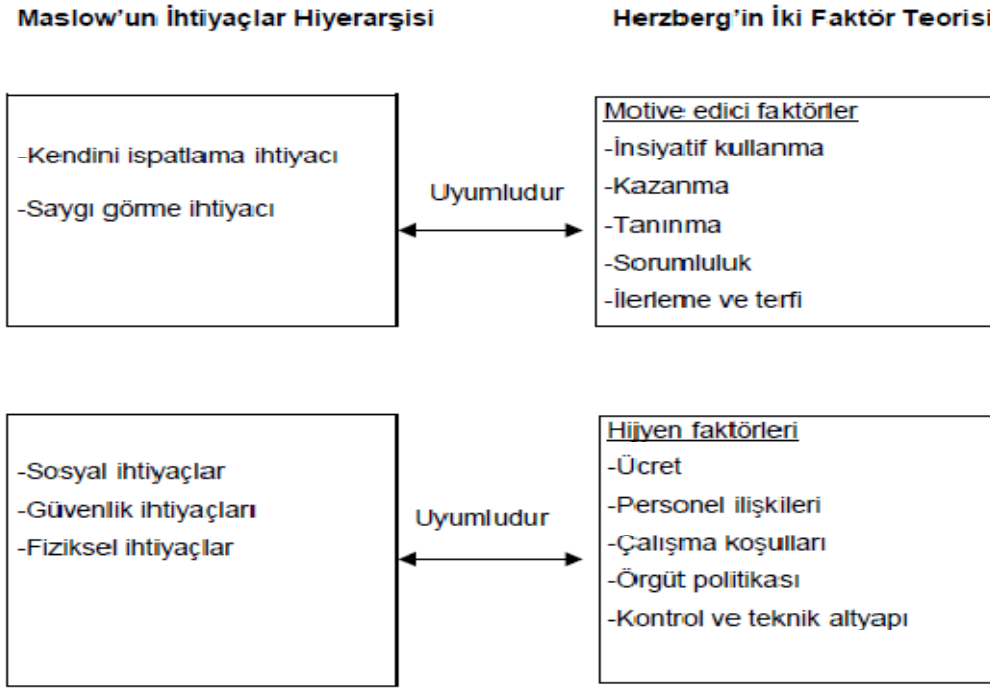 Maslow’un İhtiyaçlar Hiyerarşisi
Herzberg’in İki Faktör Teorisi
-Kendini ispatlama ihtiyacı
-Saygı görme ihtiyacı
Uyumludur
Motive edici faktörler
-İnsiyatif kullanma
-Kazanma
-Tanınma
-Sorumluluk
-İlerleme ve terfi
-Sosyal ihtiyaçlar
-Güvenlik ihtiyaçları
-Fiziksel ihtiyaçlar
Uyumludur
Hijyen faktörleri
-Ücret
-Personel ilişkileri
-Çalışma koşulları
-Örgüt politikası
-Kontrol ve teknik altyapı